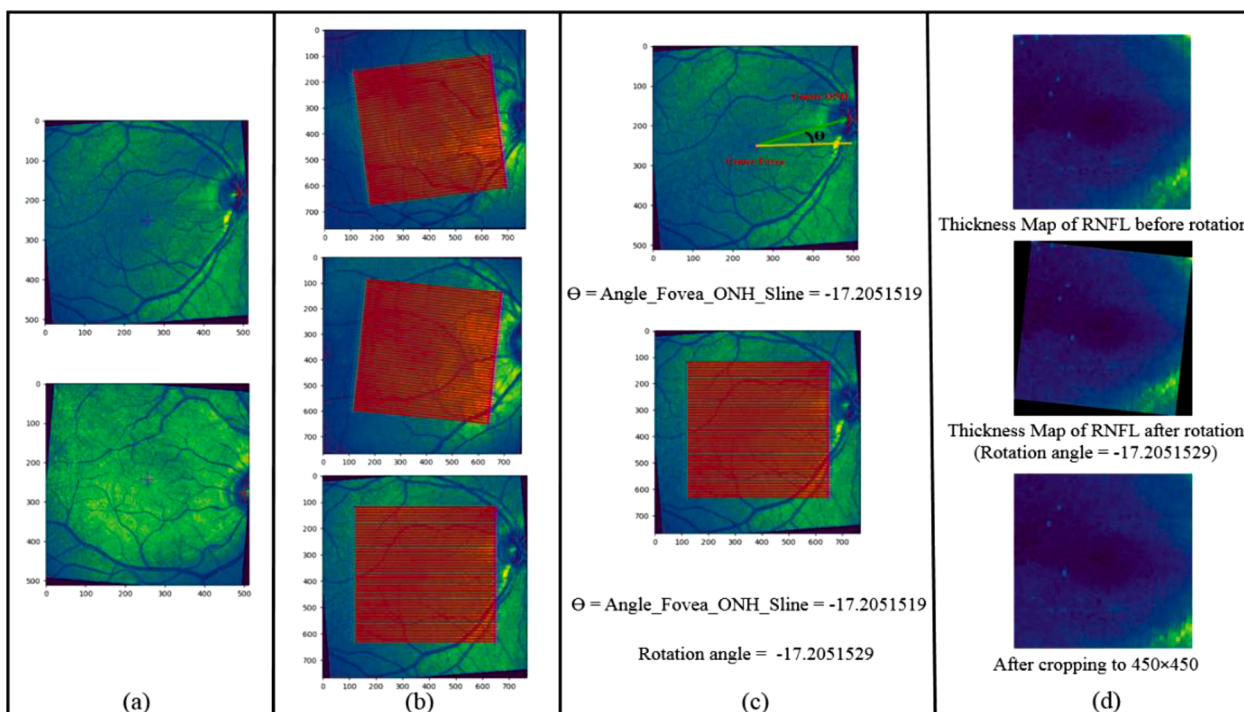 0
100
200
300
400
500
0 100 200 300 400 500
0
100
200
300
400
500
0 100 200 300 400 500
(a)
0
100
200
300
400
500
600
700
0 100 200 300 400 500 600 700
0
100
200
300
400
500
600
700
0 100 200 300 400 500 600 700
0
100
200
300
400
500
600
700
0 100 200 300 400 500 600 700
(b)
0
100
200
300
400
500
Center ONH
Ө
Center Fovea
0 100 200 300 400 500
Ө = Angle_Fovea_ONH_Sline = -17.2051519
0
100
200
300
400
500
600
700
0 100 200 300 400 500 600 700
Ө = Angle_Fovea_ONH_Sline = -17.2051519
Rotation angle = -17.2051529
(c)
Thickness Map of RNFL before rotation
Thickness Map of RNFL after rotation
(Rotation angle = -17.2051529)
After cropping to 450×450
(d)